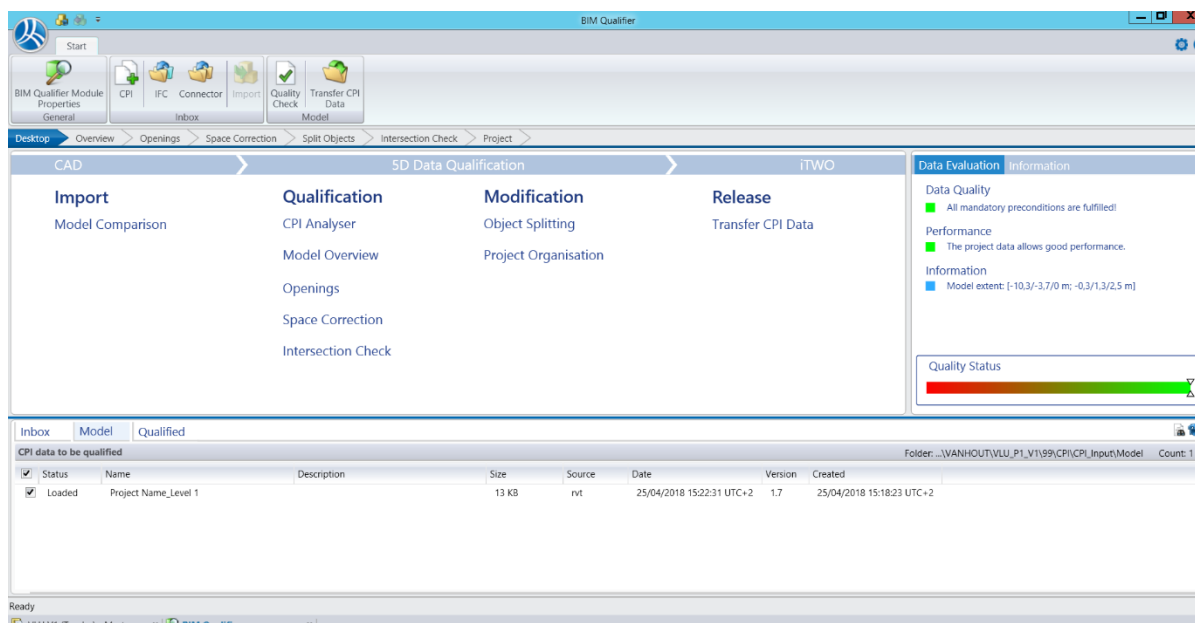 BIM Qualifier
Start
BIM Qualifier Module Properties
CPI
IFC
Connector
Import
Quality Check
Transfer CPI Data
General
Inbox
Model
Desktop
Overview
Openings
Space Correction
Split Objects
Intersection Check
Project
CAD
5D Data Qualification
iTWO
Import
Model Comparison
Qualification
CPI Analyser
Model Overview
Openings
Space Correction
Intersection Check
Modification
Object Splitting
Project Organisation
Release
Transfer CPI Data
Data Evaluation Information
Data Quality
All mandatory preconditions are fulfilled!
Performance
The project data allows good performance.
Information
Model extent: [-10,3/-3,7/0 m; -0,3/1,3/2,5 m]
Quality Status
Inbox Model Qualified
CPI data to be qualified
Folder: ...\VANHOUT\VLU_P1_V1\99\CPI\CPI_Input\Model Count: 1
Status Name Description Size Source Date Version Created
Loaded Project Name_Level 1 13 KB rvt 25/04/2018 15:22:31 UTC+2 1.7 25/04/2018 15:18:23 UTC+2
Ready